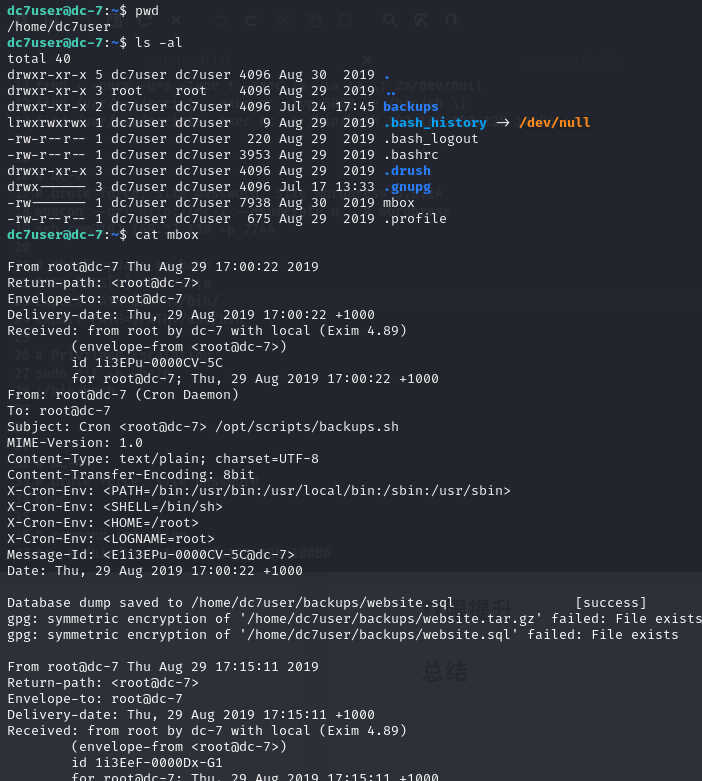 dc7user@dc-7:~$ pwd
/home/dc7user
dc7user@dc-7:~$ ls -al
total 40
drwxr-xr-x 5 dc7user dc7user 4096 Aug 30  2019 .
drwxr-xr-x 3 root    root    4096 Aug 29  2019 ..
drwxr-xr-x 2 dc7user dc7user 4096 Jul 24 17:45 backups
lrwxrwxrwx 1 dc7user dc7user    9 Aug 29  2019 .bash_history → /dev/null
-rw-r--r-- 1 dc7user dc7user  220 Aug 29  2019 .bash_logout
-rw-r--r-- 1 dc7user dc7user 3953 Aug 29  2019 .bashrc
drwxr-xr-x 3 dc7user dc7user 4096 Aug 29  2019 .drush
drwx------ 3 dc7user dc7user 4096 Jul 17 13:33 .gnupg
-rw------- 1 dc7user dc7user 7938 Aug 30  2019 mbox
-rw-r--r-- 1 dc7user dc7user  675 Aug 29  2019 .profile
dc7user@dc-7:~$ cat mbox
From root@dc-7 Thu Aug 29 17:00:22 2019
Return-path: <root@dc-7>
Envelope-to: root@dc-7
Delivery-date: Thu, 29 Aug 2019 17:00:22 +1000
Received: from root by dc-7 with local (Exim 4.89)
        (envelope-from <root@dc-7>)
        id 1i3EPu-0000CV-5C
        for root@dc-7; Thu, 29 Aug 2019 17:00:22 +1000
From: root@dc-7 (Cron Daemon)
To: root@dc-7
Subject: Cron <root@dc-7> /opt/scripts/backups.sh
MIME-Version: 1.0
Content-Type: text/plain; charset=UTF-8
Content-Transfer-Encoding: 8bit
X-Cron-Env: <PATH=/bin:/usr/bin:/usr/local/bin:/sbin:/usr/sbin>
X-Cron-Env: <SHELL=/bin/sh>
X-Cron-Env: <HOME=/root>
X-Cron-Env: <LOGNAME=root>
Message-Id: <E1i3EPu-0000CV-5C@dc-7>
Date: Thu, 29 Aug 2019 17:00:22 +1000
Database dump saved to /home/dc7user/backups/website.sql               [success]
gpg: symmetric encryption of '/home/dc7user/backups/website.tar.gz' failed: File exists
gpg: symmetric encryption of '/home/dc7user/backups/website.sql' failed: File exists
From root@dc-7 Thu Aug 29 17:15:11 2019
总结
Return-path: <root@dc-7>
Envelope-to: root@dc-7
Delivery-date: Thu, 29 Aug 2019 17:15:11 +1000
Received: from root by dc-7 with local (Exim 4.89)
        (envelope-from <root@dc-7>)
        id 1i3EeF-0000Dx-G1
        for root@dc-7; Thu, 29 Aug 2019 17:15:11 +1000